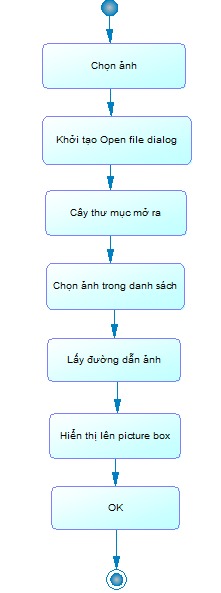 Chọn ảnh
Khởi tạo Open file dialog
Cây thư mục mở ra
Chọn ảnh trong danh sách
Lấy đường dẫn ảnh
Hiển thị lên picture box
OK